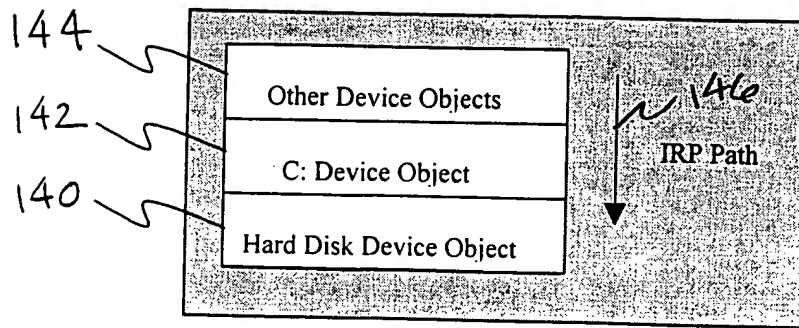 144
Other Device Objects
146
142
IRP Path
C: Device Object
140
Hard Disk Device Object